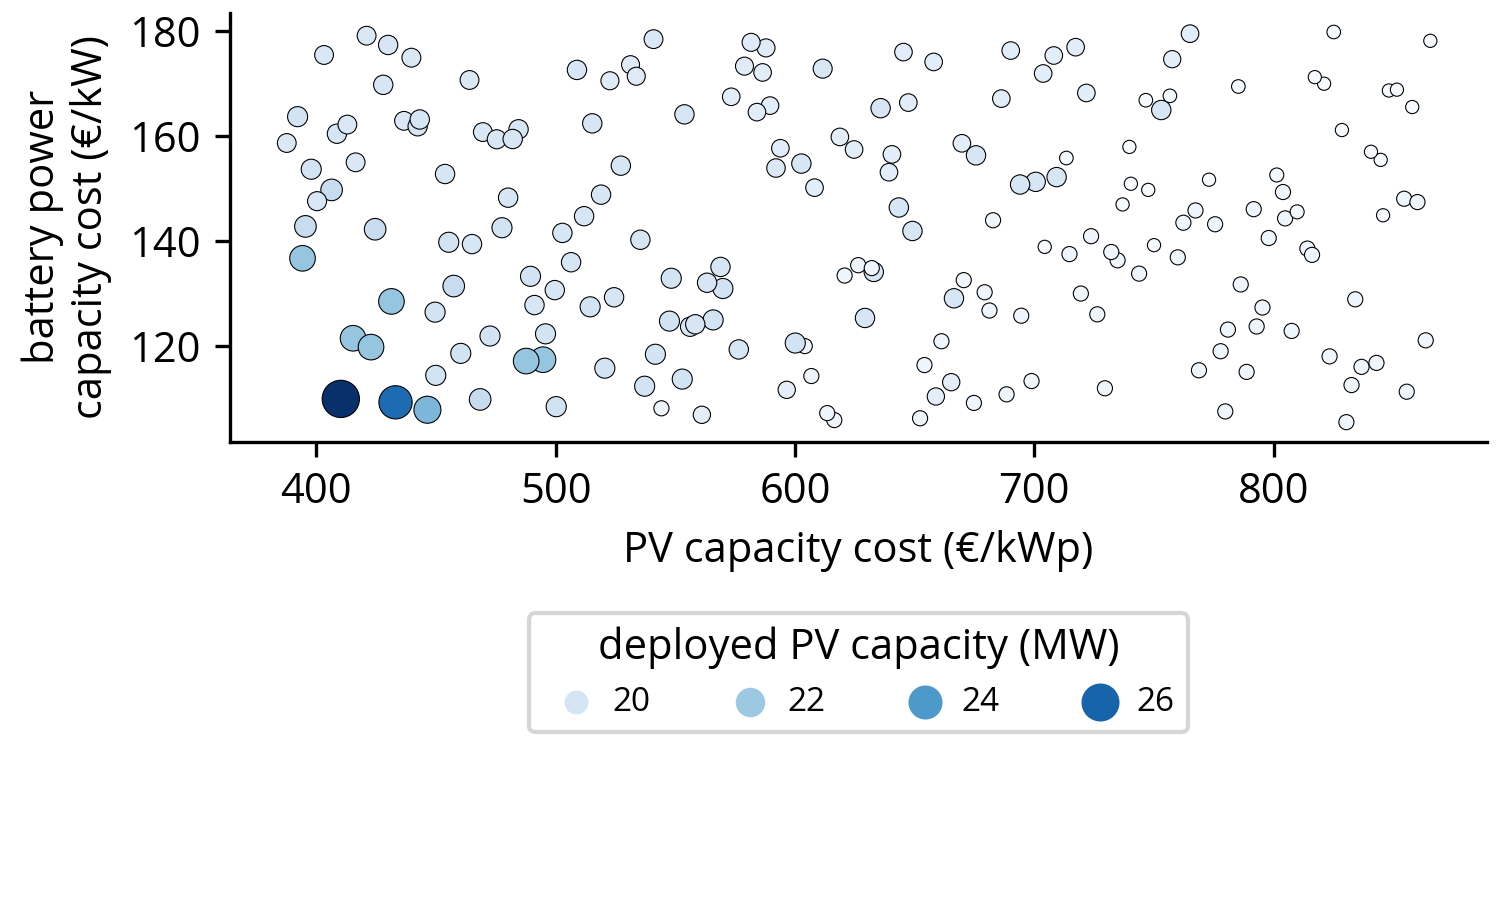 battery power
capacity cost (€/kW)
180
160
140
120
400 500 600 700 800
PV capacity cost (€/kWp)
deployed PV capacity (MW)
20 22 24 26